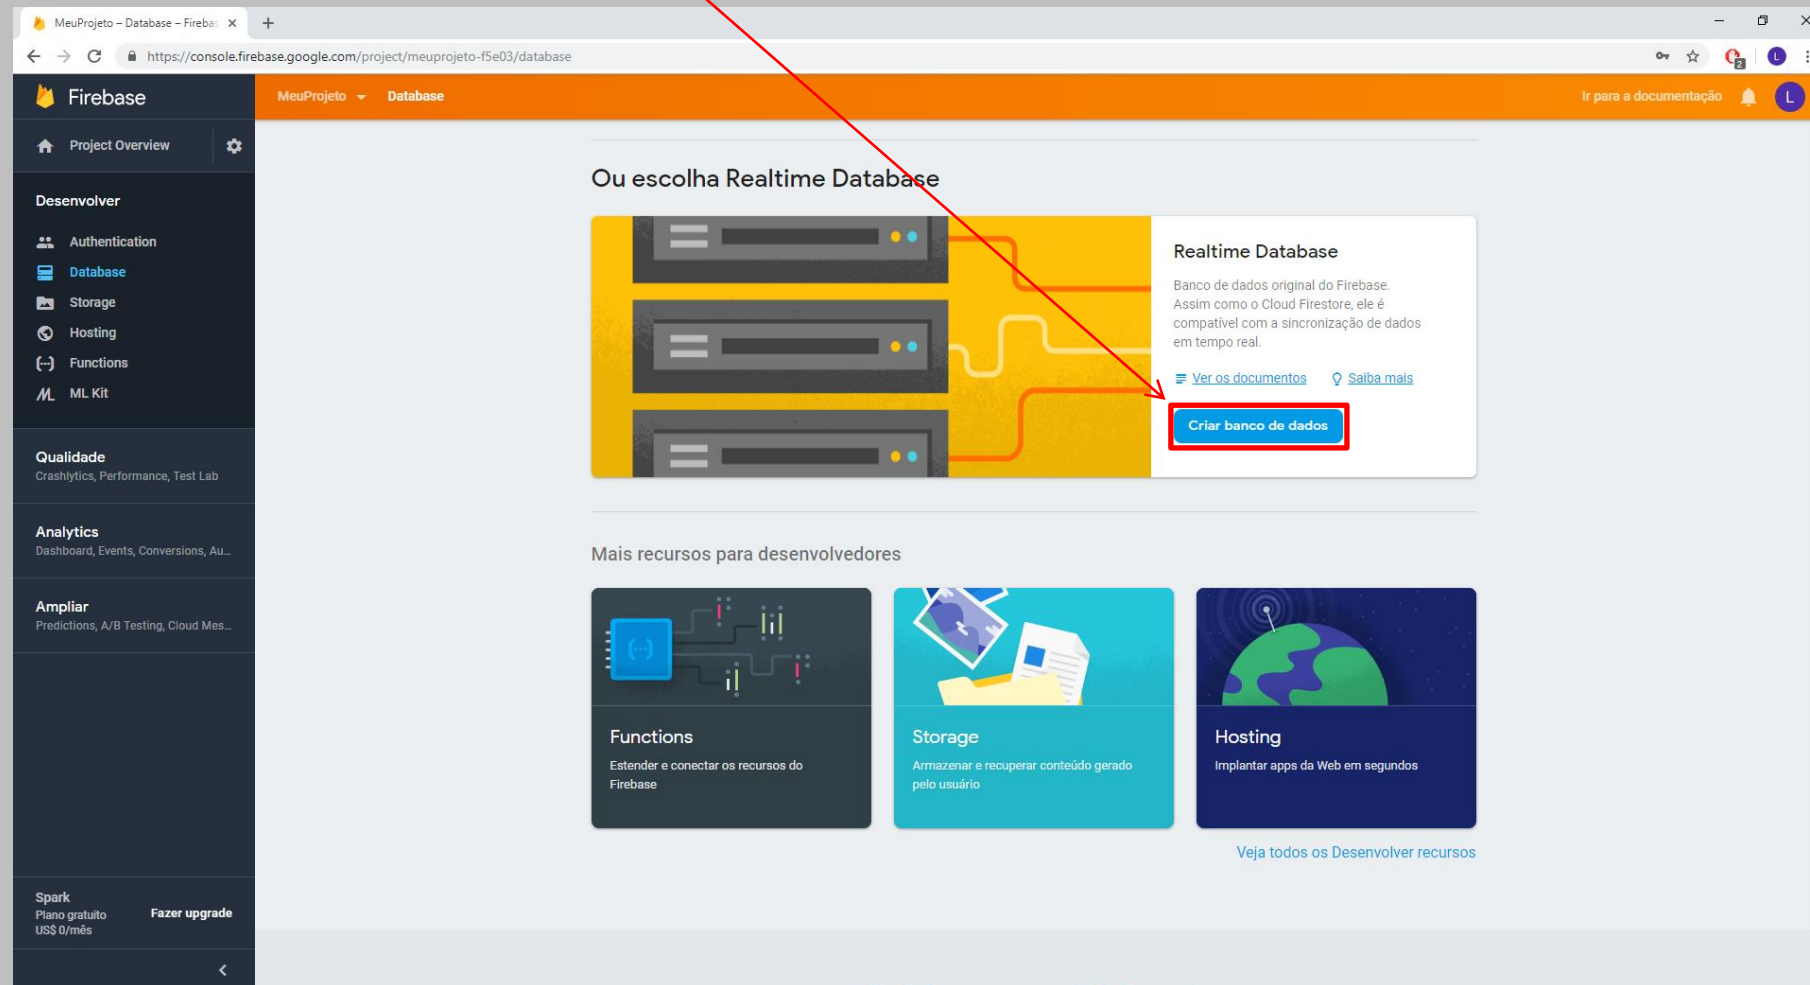 MeuProjeto – Database – Fireba
https://console.firebase.google.com/project/meuprojeto-f5e03/database
2
L
Firebase
MeuProjeto
Database
Ir para a documentação
L
Project Overview
Desenvolver
Authentication
Database
Storage
Hosting
Functions
ML Kit
Qualidade
Crashlytics, Performance, Test Lab
Analytics
Dashboard, Events, Conversions, Au...
Ampliar
Predictions, A/B Testing, Cloud Mes...
Spark
Plano gratuito
US$ 0/mês
Fazer upgrade
Ou escolha Realtime Database
Realtime Database
Banco de dados original do Firebase.
Assim como o Cloud Firestore, ele é
compatível com a sincronização de dados
em tempo real.
Ver os documentos
Saiba mais
Criar banco de dados
Mais recursos para desenvolvedores
Functions
Estender e conectar os recursos do
Firebase
Storage
Armazenar e recuperar conteúdo gerado
pelo usuário
Hosting
Implantar apps da Web em segundos
Veja todos os Desenvolver recursos